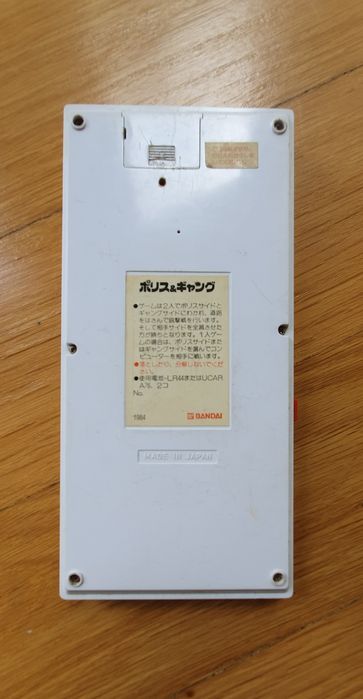 ポリス&ギャング
●ゲームは2人でポリスサイドと
ギャングサイドにわかれ、道路
をはさんで銃撃戦を行います。
そして相手サイドを全員させた
方が勝ちとなります。1人ゲー
ムの場合は、ポリスサイドまた
はギャングサイドを選んでコン
ピューターを相手に戦います。
●落としたり、分解しないでくだ
さい。
●使用電池・LR44またはUCAR
A76、2コ
No.
1984 BANDAI
MADE IN JAPAN